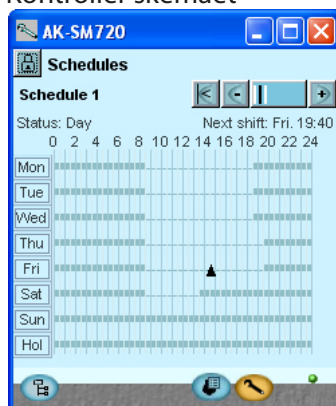 Kontroller skemaet
AK-SM720
Schedules
Schedule 1
Status: Day Next shift: Fri. 19:40
0 2 4 6 8 10 12 14 16 18 20 22 24
Mon
Tue
Wed
Thu
Fri
Sat
Sun
Hol